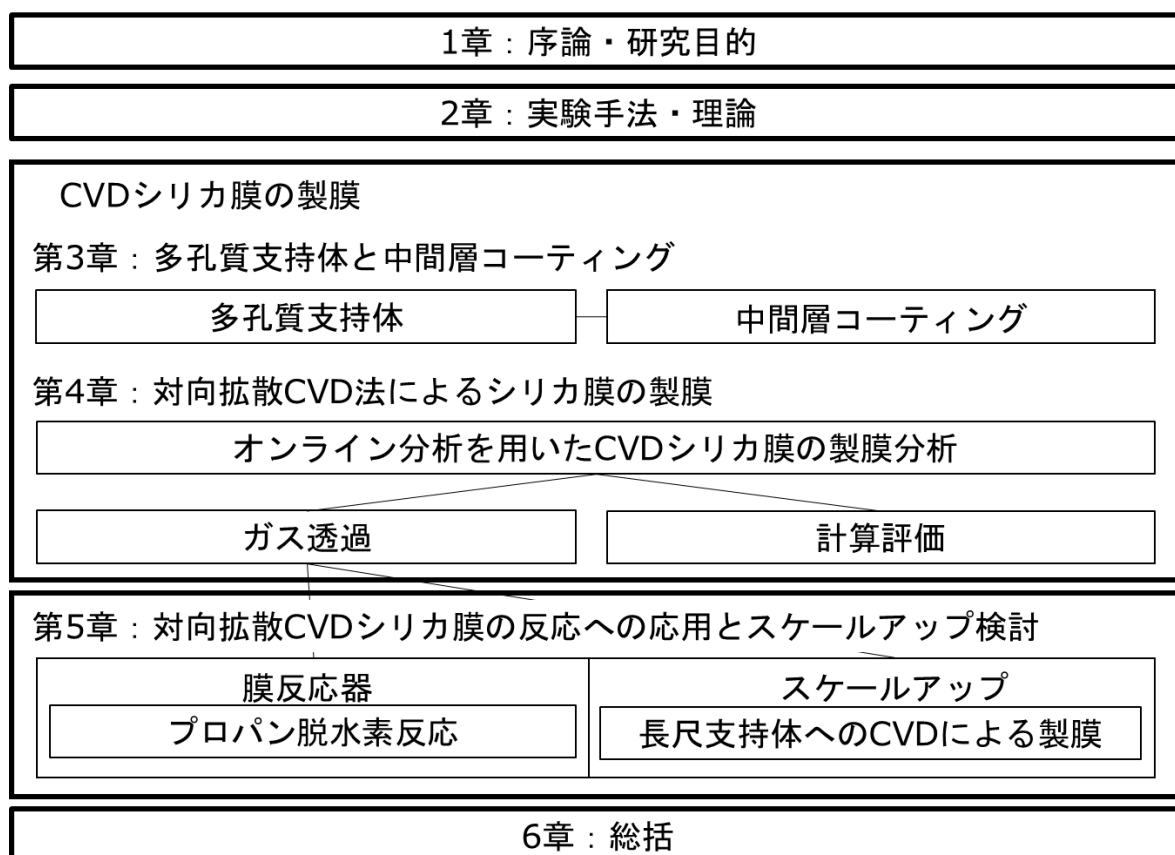 1章：序論・研究目的
2章：実験手法・理論
CVDシリカ膜の製膜
第3章：多孔質支持体と中間層コーティング
多孔質支持体
中間層コーティング
第4章：対向拡散CVD法によるシリカ膜の製膜
オンライン分析を用いたCVDシリカ膜の製膜分析
ガス透過
計算評価
第5章：対向拡散CVDシリカ膜の反応への応用とスケールアップ検討
膜反応器
プロパン脱水素反応
スケールアップ
長尺支持体へのCVDによる製膜
6章：総括